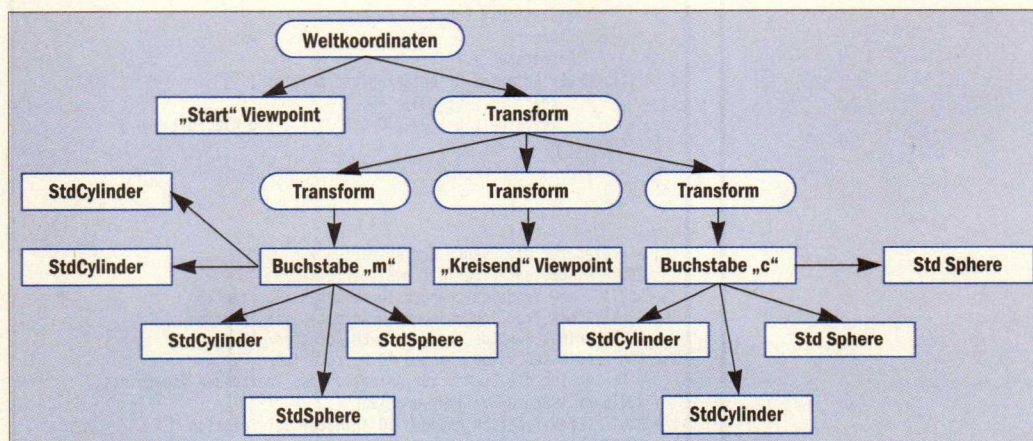 Weltkoordinaten
„Start“ Viewpoint
Transform
StdCylinder
Transform
Transform
Transform
StdCylinder
Buchstabe „m“
„Kreisend“ Viewpoint
Buchstabe „c“
Std Sphere
StdCylinder
StdSphere
StdCylinder
Std Sphere
StdSphere
StdCylinder